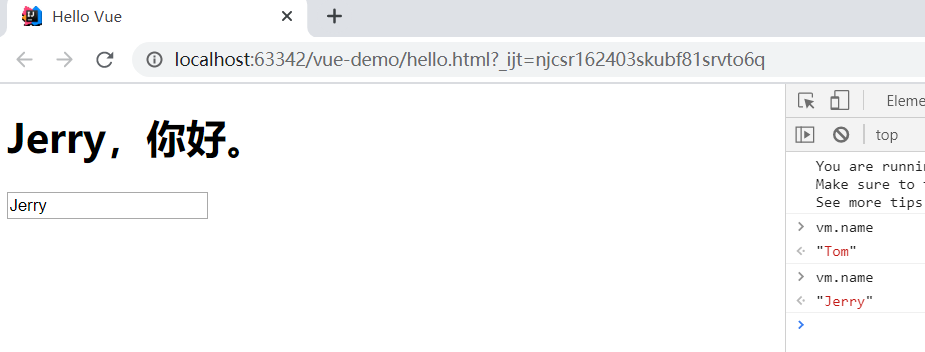 Hello Vue
localhost:63342/vue-demo/hello.html?_ijt=njcsr162403skubf81srvto6q
Jerry，你好。
Jerry
Eleme
top
You are runnin
Make sure to t
See more tips
vm.name
"Tom"
vm.name
"Jerry"